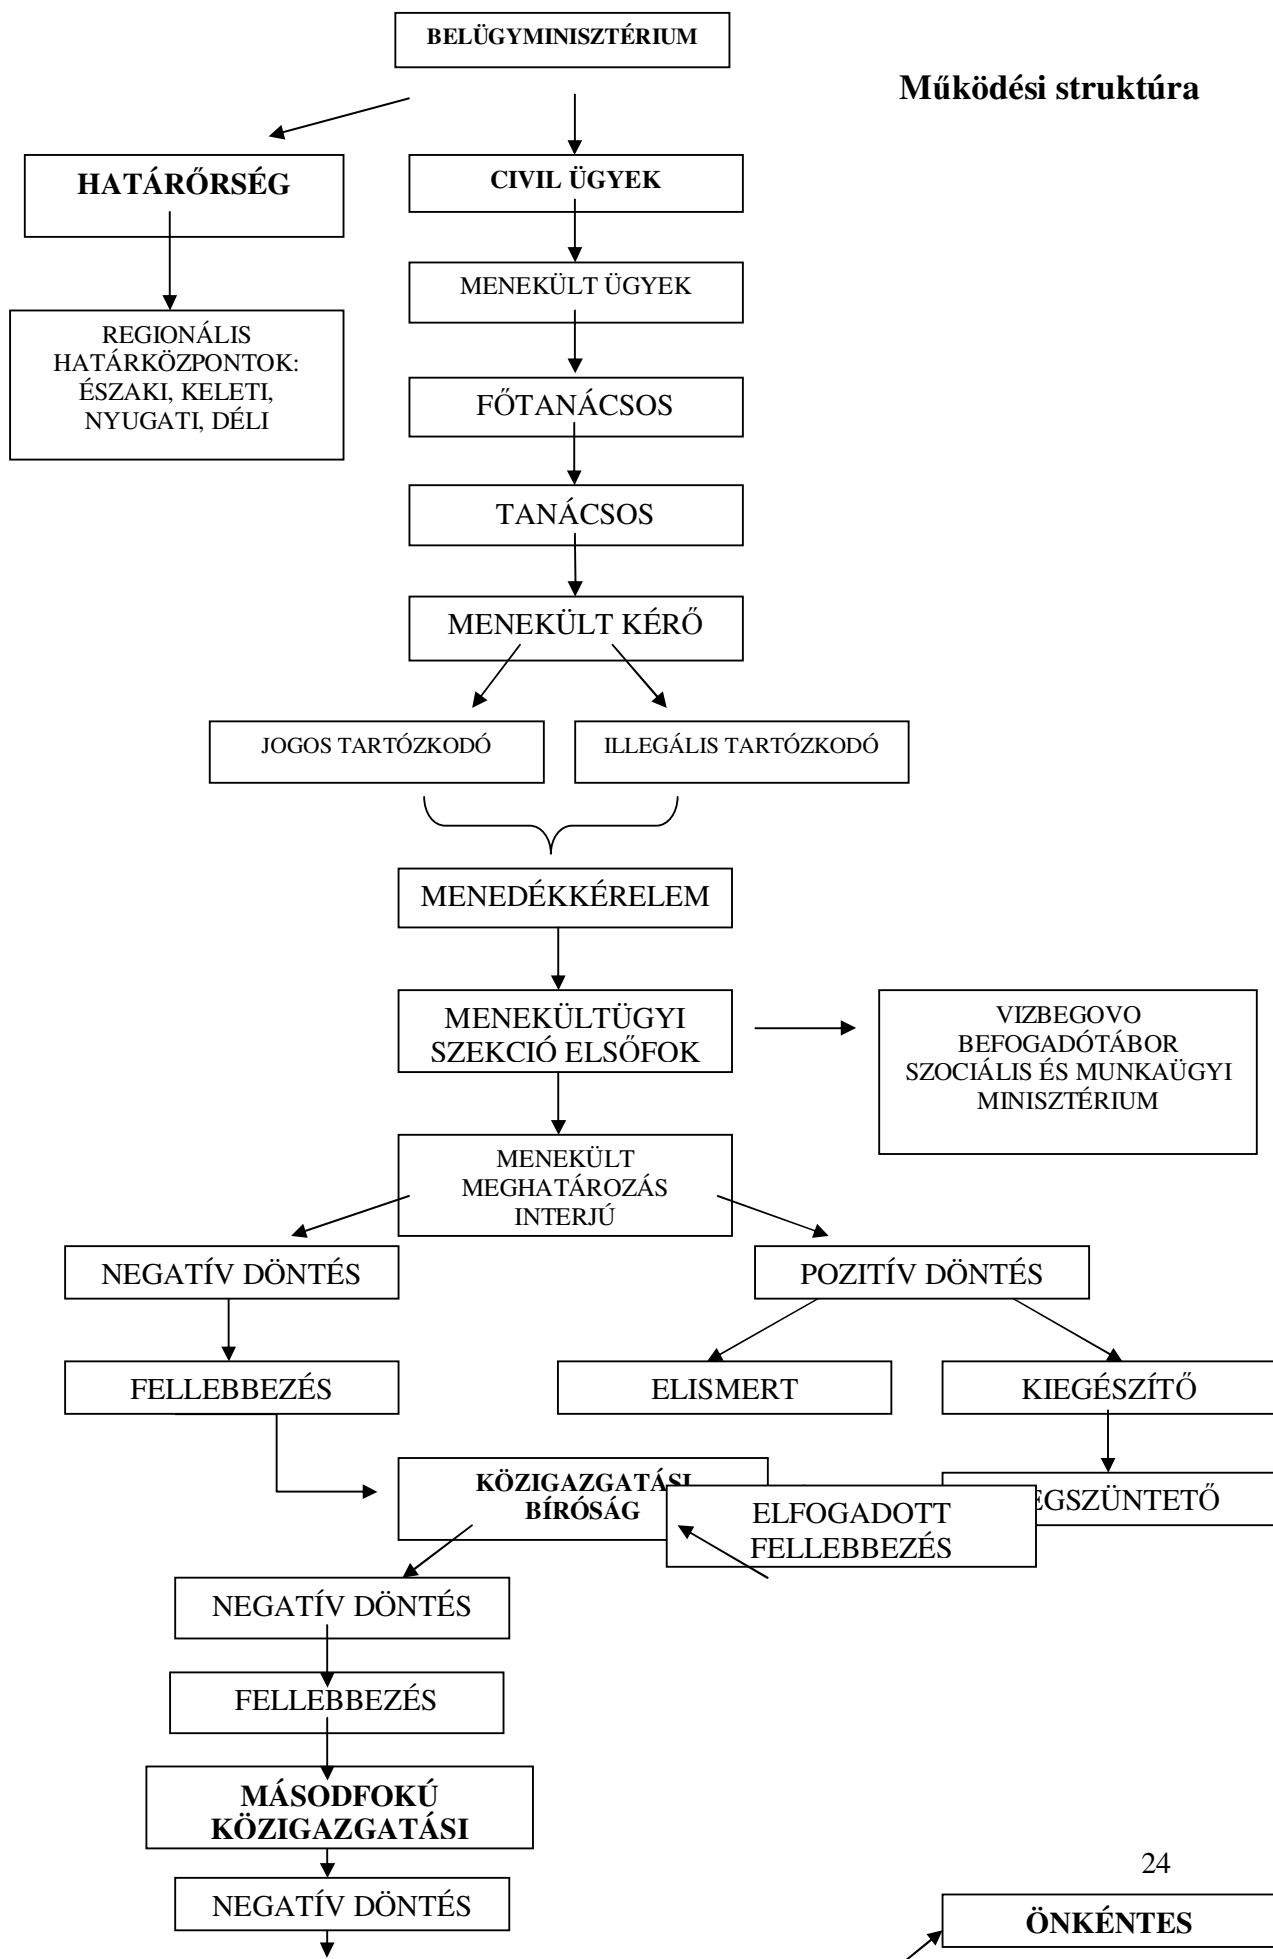 BELÜGYMINISZTÉRIUM
Működési struktúra
HATÁRŐRSÉG
CIVIL ÜGYEK
MENEKÜLT ÜGYEK
REGIONÁLIS
HATÁRKÖZPONTOK:
ÉSZAKI, KELETI,
NYUGATI, DÉLI
FŐTANÁCSOS
TANÁCSOS
MENEKÜLT KÉRŐ
JOGOS TARTÓZKODÓ
ILLEGÁLIS TARTÓZKODÓ
MENEDÉKKÉRELEM
MENEKÜLTÜGYI
SZEKCIÓ ELSŐFOK
VIZBEGOVO
BEFOGADÓTÁBOR
SZOCIÁLIS ÉS MUNKAÜGYI
MINISZTÉRIUM
MENEKÜLT
MEGHATÁROZÁS
INTERJÚ
NEGATÍV DÖNTÉS
POZITÍV DÖNTÉS
FELLEBBEZÉS
ELISMERT
KIEGÉSZÍTŐ
KÖZIGAZGATÁSI
BÍRÓSÁG
ELFOGADOTT
FELLEBBEZÉS
EGSZÜNTETŐ
NEGATÍV DÖNTÉS
FELLEBBEZÉS
MÁSODFOKÚ
KÖZIGAZGATÁSI
NEGATÍV DÖNTÉS
24
ÖNKÉNTES